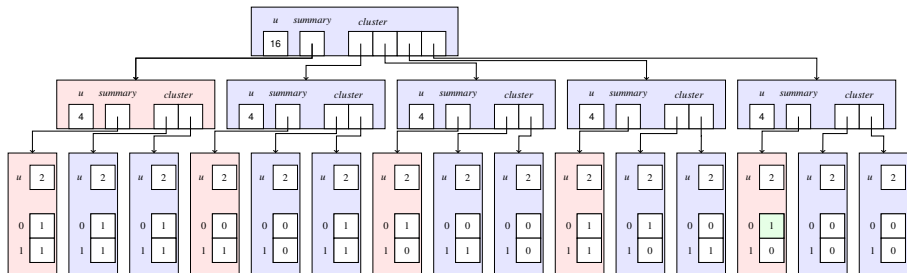 u summary cluster
16
u summary cluster u summary cluster u summary cluster u summary cluster u summary cluster
4 4 4 4 4
u 2 u 2 u 2 u 2 u 2 u 2 u 2 u 2 u 2 u 2 u 2 u 2 u 2 u 2 u 2
0 1 0 1 0 1 0 1 0 0 0 1 0 0 0 0 0 0 0 1 0 1 0 0 0 1 0 0 0 0
1 1 1 1 1 1 1 1 1 0 1 1 1 0 1 0 1 0 1 1 1 0 1 1 1 0 1 0 1 0